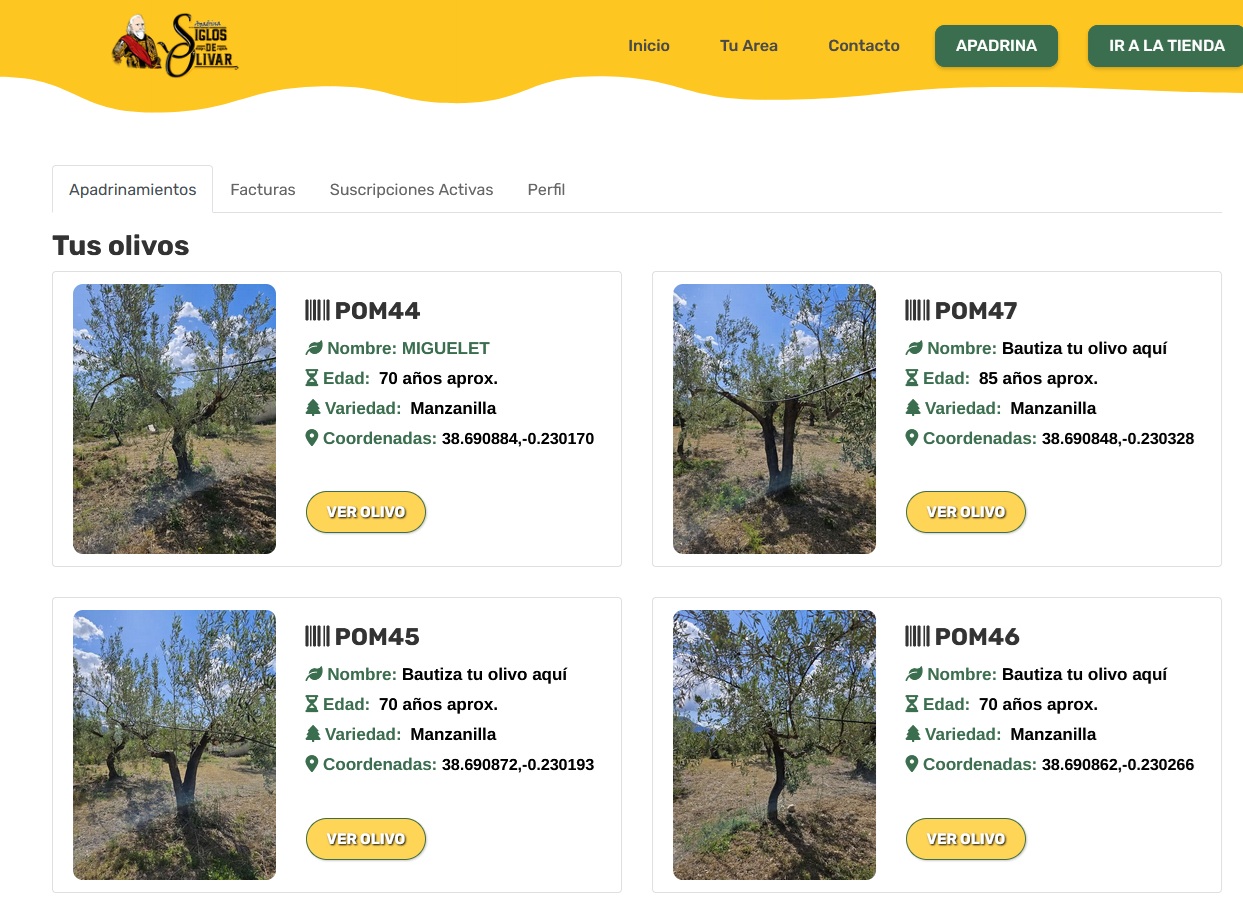 Apadrina
SIGLOS
DE
OLIVAR
Inicio
Tu Area
Contacto
APADRINA
IR A LA TIENDA
Apadrinamientos
Facturas
Suscripciones Activas
Perfil
Tus olivos
POM44
Nombre: MIGUELET
Edad: 70 años aprox.
Variedad: Manzanilla
Coordenadas: 38.690884,-0.230170
VER OLIVO
POM47
Nombre: Bautiza tu olivo aquí
Edad: 85 años aprox.
Variedad: Manzanilla
Coordenadas: 38.690848,-0.230328
VER OLIVO
POM45
Nombre: Bautiza tu olivo aquí
Edad: 70 años aprox.
Variedad: Manzanilla
Coordenadas: 38.690872,-0.230193
VER OLIVO
POM46
Nombre: Bautiza tu olivo aquí
Edad: 70 años aprox.
Variedad: Manzanilla
Coordenadas: 38.690862,-0.230266
VER OLIVO